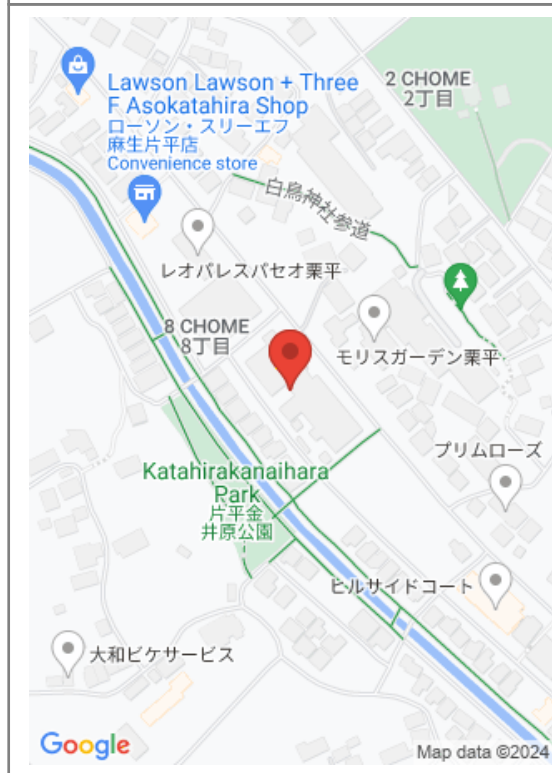 2 CHOME
2丁目
Lawson Lawson + Three
F Asokatahira Shop
ローソン・スリーエフ
麻生片平店
Convenience store
白鳥神社参道
レオパレスパセオ栗平
8 CHOME
8丁目
モリスガーデン栗平
プリムローズ
Katahirakanaihara
Park
片平金
井原公園
ヒルサイドコート
大和ビケサービス
Google
Map data ©2024